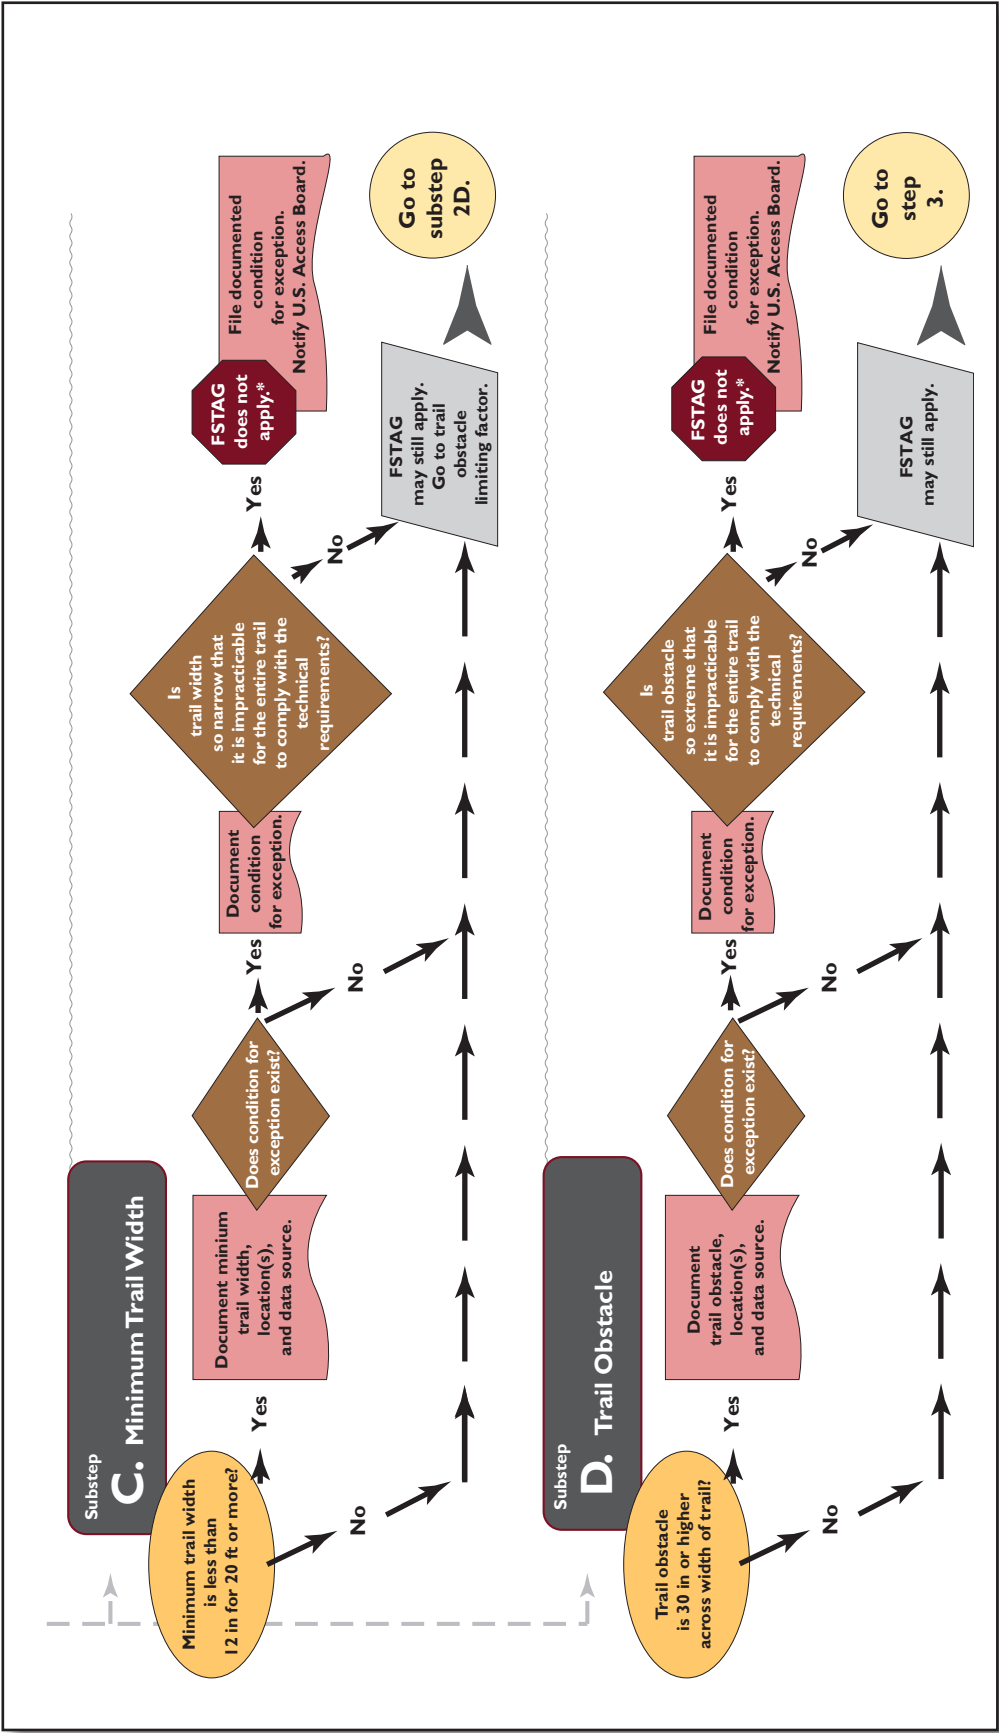 Substep
C. Minimum Trail Width
Minimum trail width
is less than
12 in for 20 ft or more?
Yes
No
Document minium
trail width,
location(s),
and data source.
Does condition for
exception exist?
Yes
No
Document
condition
for exception.
Is
trail width
so narrow that
it is impracticable
for the entire trail
to comply with the
technical
requirements?
Yes
No
FSTAG
does not
apply.*
File documented
condition
for exception.
Notify U.S. Access Board.
FSTAG
may still apply.
Go to trail
obstacle
limiting factor.
Go to
substep
2D.
Substep
D. Trail Obstacle
Trail obstacle
is 30 in or higher
across width of trail?
Yes
No
Document
trail obstacle,
location(s),
and data source.
Does condition for
exception exist?
Yes
No
Document
condition
for exception.
Is
trail obstacle
so extreme that
it is impracticable
for the entire trail
to comply with the
technical
requirements?
Yes
No
FSTAG
does not
apply.*
File documented
condition
for exception.
Notify U.S. Access Board.
FSTAG
may still apply.
Go to
step
3.